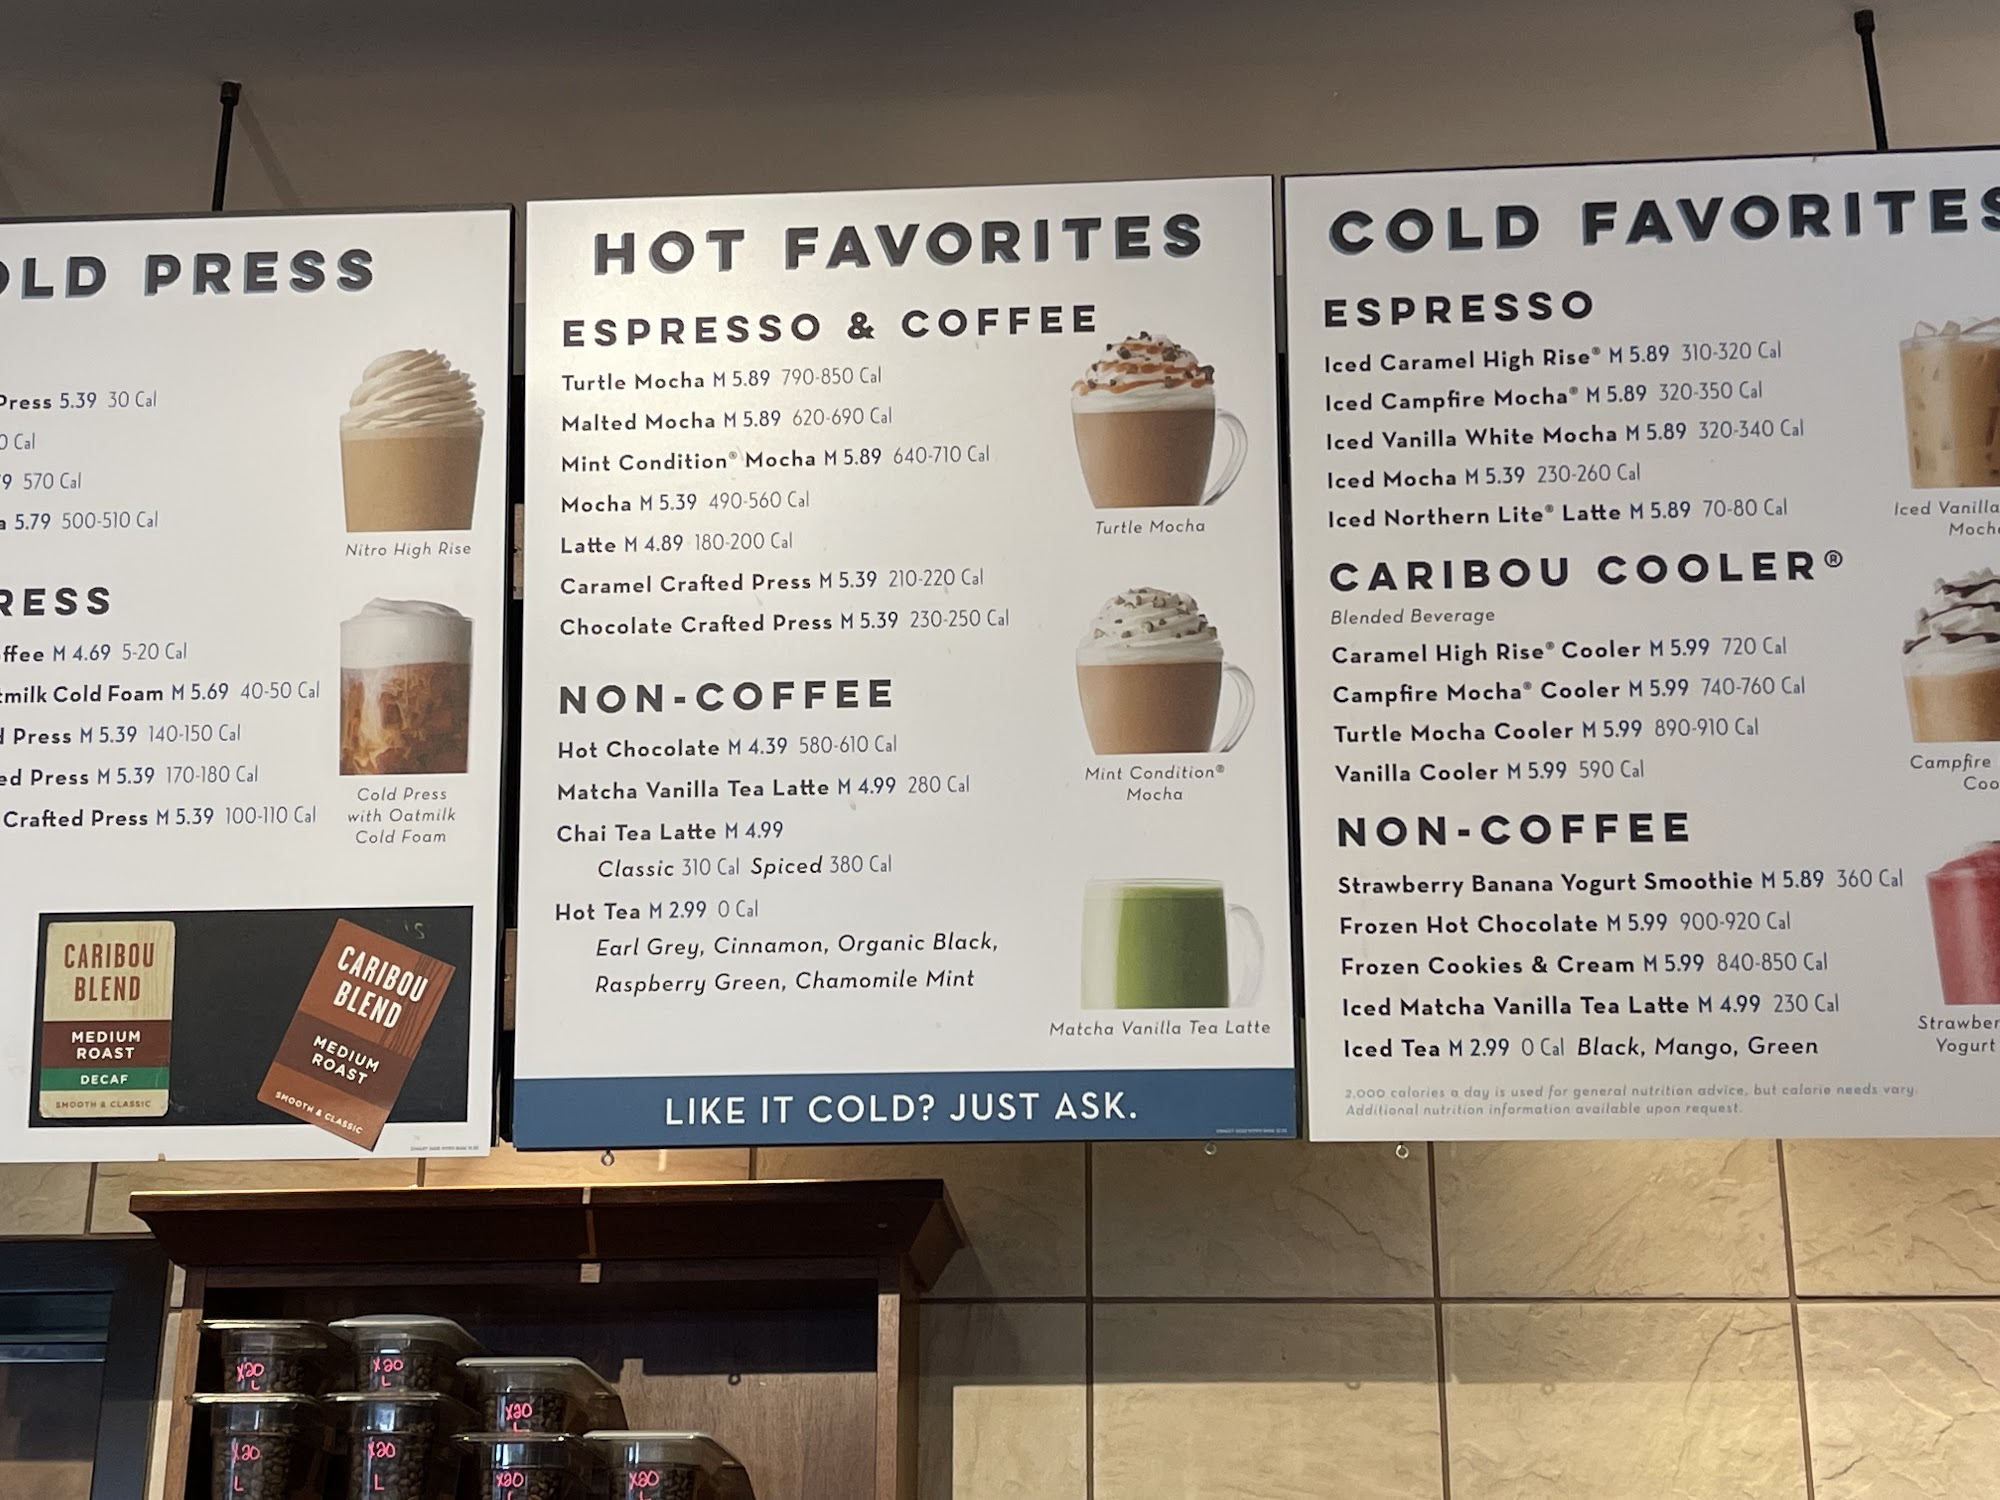 OLD PRESS
Press 5.39 30 Cal
0 Cal
9 570 Cal
a 5.79 500-510 Cal
Nitro High Rise
RESS
ffee M 4.69 5-20 Cal
tmilk Cold Foam M 5.69 40-50 Cal
d Press M 5.39 140-150 Cal
ed Press M 5.39 170-180 Cal
Crafted Press M 5.39 100-110 Cal
Cold Press
with Oatmilk
Cold Foam
CARIBOU
BLEND
MEDIUM
ROAST
DECAF
SMOOTH & CLASSIC
CARIBOU
BLEND
MEDIUM
ROAST
SMOOTH & CLASSIC
HOT FAVORITES
ESPRESSO & COFFEE
Turtle Mocha M 5.89 790-850 Cal
Malted Mocha M 5.89 620-690 Cal
Mint Condition® Mocha M 5.89 640-710 Cal
Mocha M 5.39 490-560 Cal
Latte M 4.89 180-200 Cal
Caramel Crafted Press M 5.39 210-220 Cal
Chocolate Crafted Press M 5.39 230-250 Cal
Turtle Mocha
Mint Condition®
Mocha
NON-COFFEE
Hot Chocolate M 4.39 580-610 Cal
Matcha Vanilla Tea Latte M 4.99 280 Cal
Chai Tea Latte M 4.99
Classic 310 Cal Spiced 380 Cal
Hot Tea M 2.99 0 Cal
Earl Grey, Cinnamon, Organic Black,
Raspberry Green, Chamomile Mint
Matcha Vanilla Tea Latte
LIKE IT COLD? JUST ASK.
COLD FAVORITES
ESPRESSO
Iced Caramel High Rise® M 5.89 310-320 Cal
Iced Campfire Mocha® M 5.89 320-350 Cal
Iced Vanilla White Mocha M 5.89 320-340 Cal
Iced Mocha M 5.39 230-260 Cal
Iced Northern Lite® Latte M 5.89 70-80 Cal
Iced Vanilla
Moch
CARIBOU COOLER®
Blended Beverage
Caramel High Rise® Cooler M 5.99 720 Cal
Campfire Mocha® Cooler M 5.99 740-760 Cal
Turtle Mocha Cooler M 5.99 890-910 Cal
Vanilla Cooler M 5.99 590 Cal
Campfire
Coo
NON-COFFEE
Strawberry Banana Yogurt Smoothie M 5.89 360 Cal
Frozen Hot Chocolate M 5.99 900-920 Cal
Frozen Cookies & Cream M 5.99 840-850 Cal
Iced Matcha Vanilla Tea Latte M 4.99 230 Cal
Iced Tea M 2.99 0 Cal Black, Mango, Green
Strawber
Yogurt
2,000 calories a day is used for general nutrition advice, but calorie needs vary.
Additional nutrition information available upon request.
X20
L
X20
L
X20
L
X20
L
X20
L
X20
L
X20
L